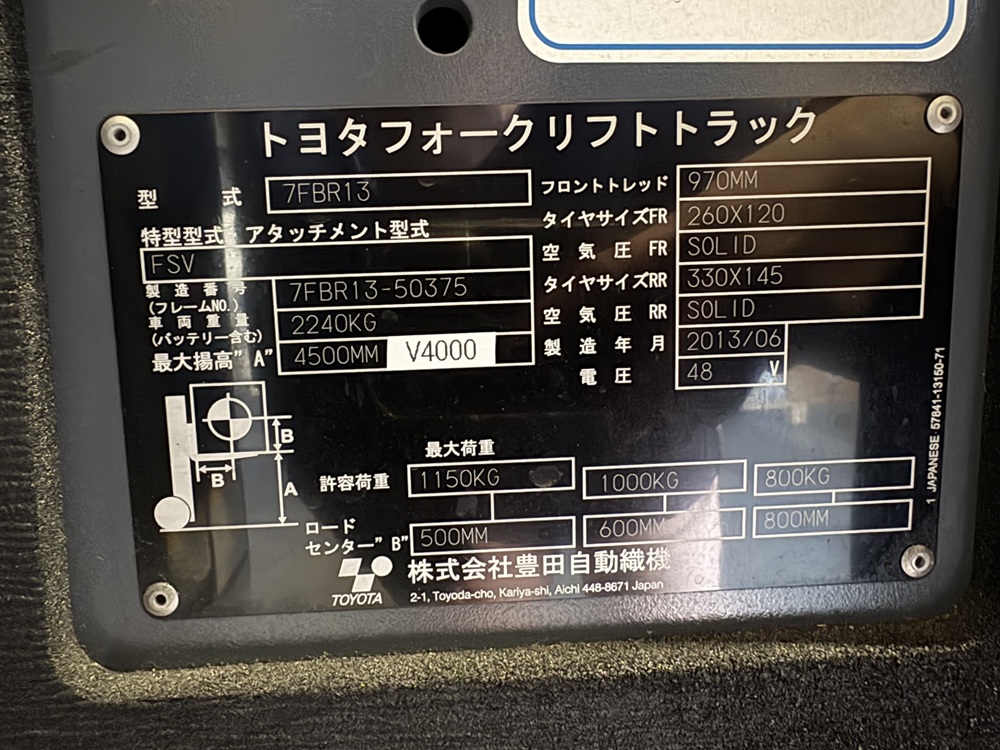 トヨタフォークリフトトラック
型式 7FBR13
特型型式・アタッチメント型式
FSV
製造番号
(フレームNO.) 7FBR13-50375
車両重量
(バッテリー含む) 2240KG
最大揚高"A" 4500MM V4000
フロントトレッド 970MM
タイヤサイズFR 260X120
空気圧 FR SOLID
タイヤサイズRR 330X145
空気圧 RR SOLID
製造年月 2013/06
電圧 48 V
B
B
A
最大荷重
許容荷重 1150KG 1000KG 800KG
ロード
センター"B" 500MM 600MM 800MM
TOYOTA
株式会社豊田自動織機
2-1, Toyoda-cho, Kariya-shi, Aichi 448-8671 Japan
1 JAPANESE 57841-13150-71